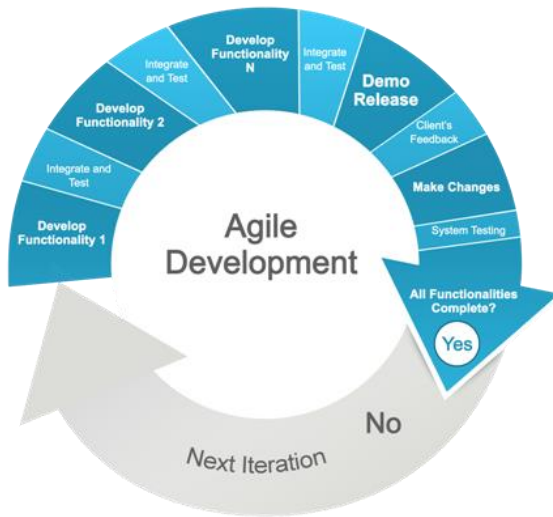 Develop
Functionality 1
Integrate and
Test
Develop
Functionality 2
Integrate
and Test
Develop
Functionality
N
Integrate
and Test
Demo
Release
Client's
Feedback
Make Changes
System Testing
All Functionalities
Complete?
Yes
No
Next Iteration
Agile
Development